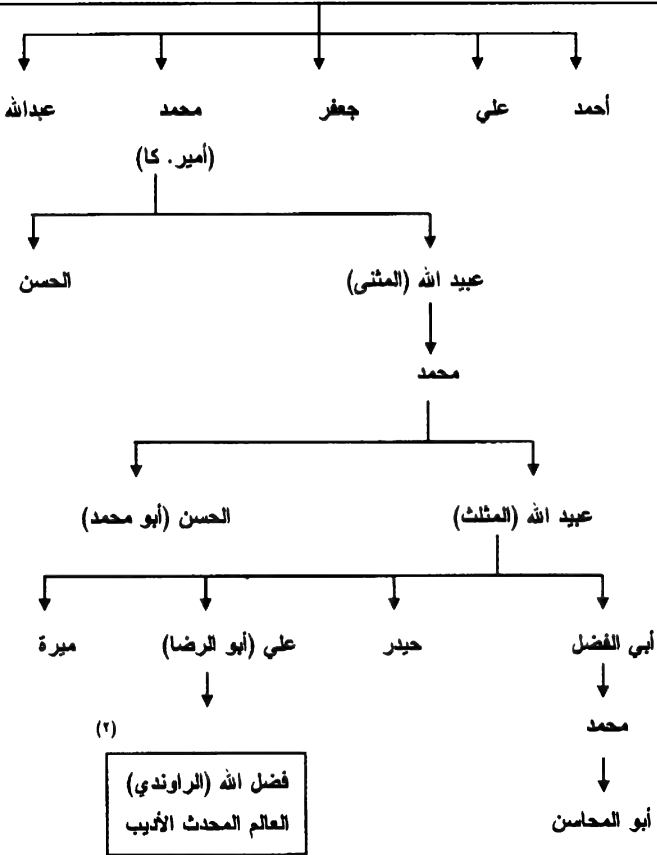 أحمد علي جعفر محمد عبدالله
(أمير. كا)
عبيد الله (المثنى) الحسن
محمد
عبيد الله (المثلث) الحسن (أبو محمد)
أبي الفضل حيدر علي (أبو الرضا) ميرة
محمد (٢)
فضل الله (الراوندي)
أبو المحاسن العالم المحدث الأديب